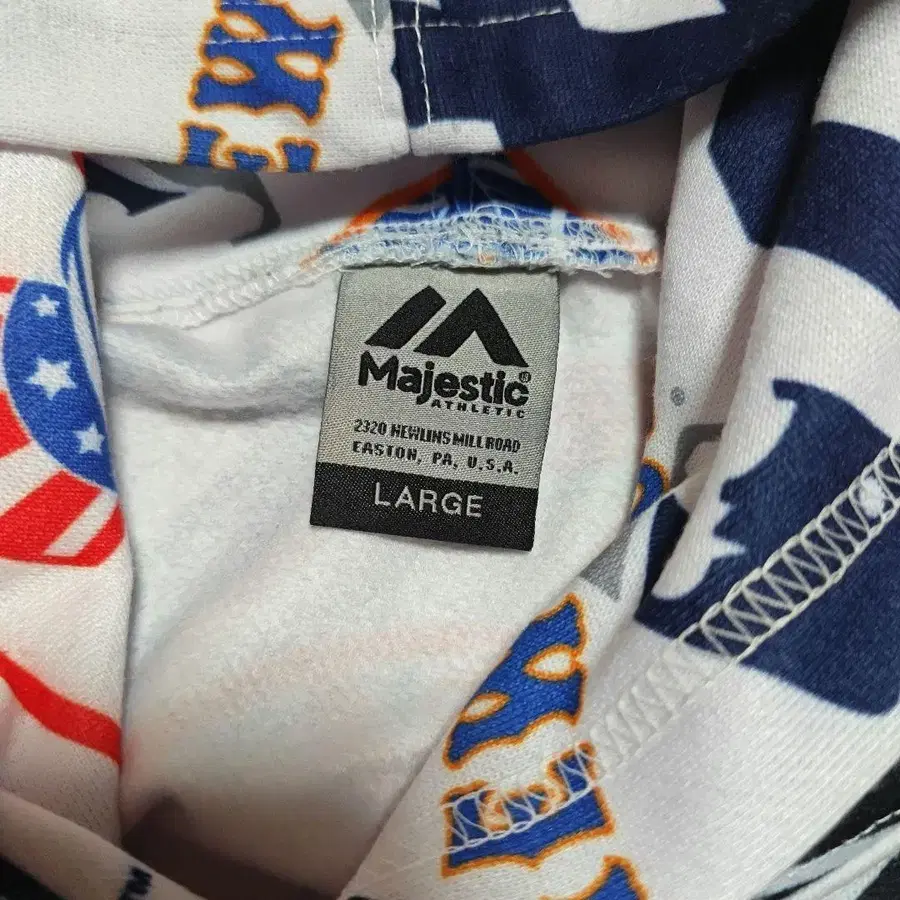 Majestic®
ATHLETIC
2320 NEWLINS MILL ROAD
EASTON, PA, U.S.A.
LARGE